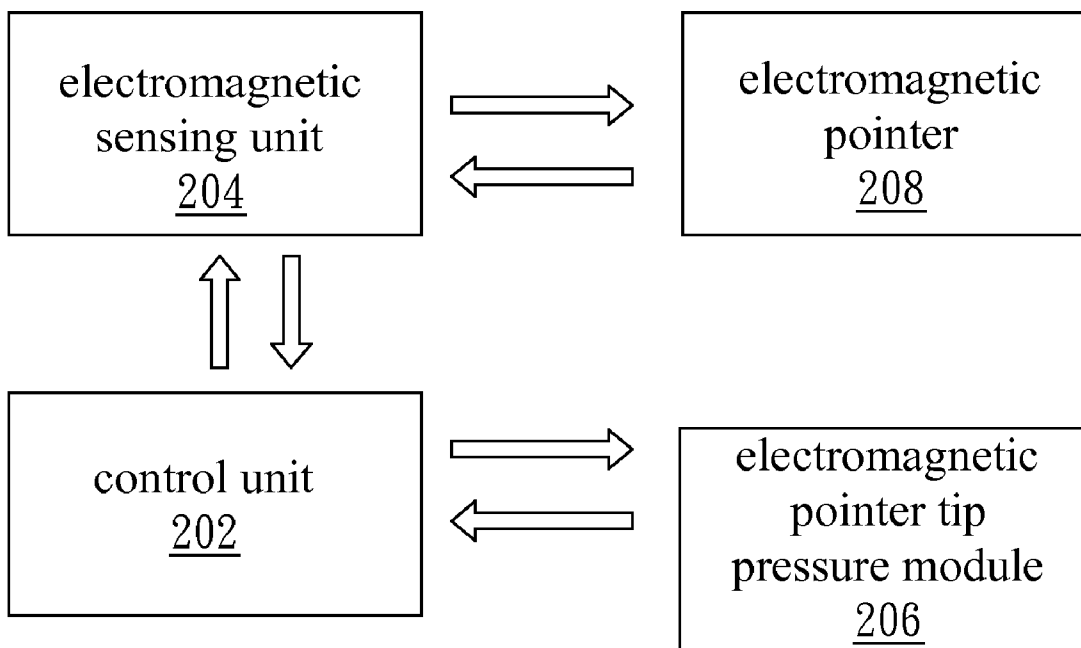 electromagnetic
sensing unit
204
electromagnetic
pointer
208
control unit
202
electromagnetic
pointer tip
pressure module
206